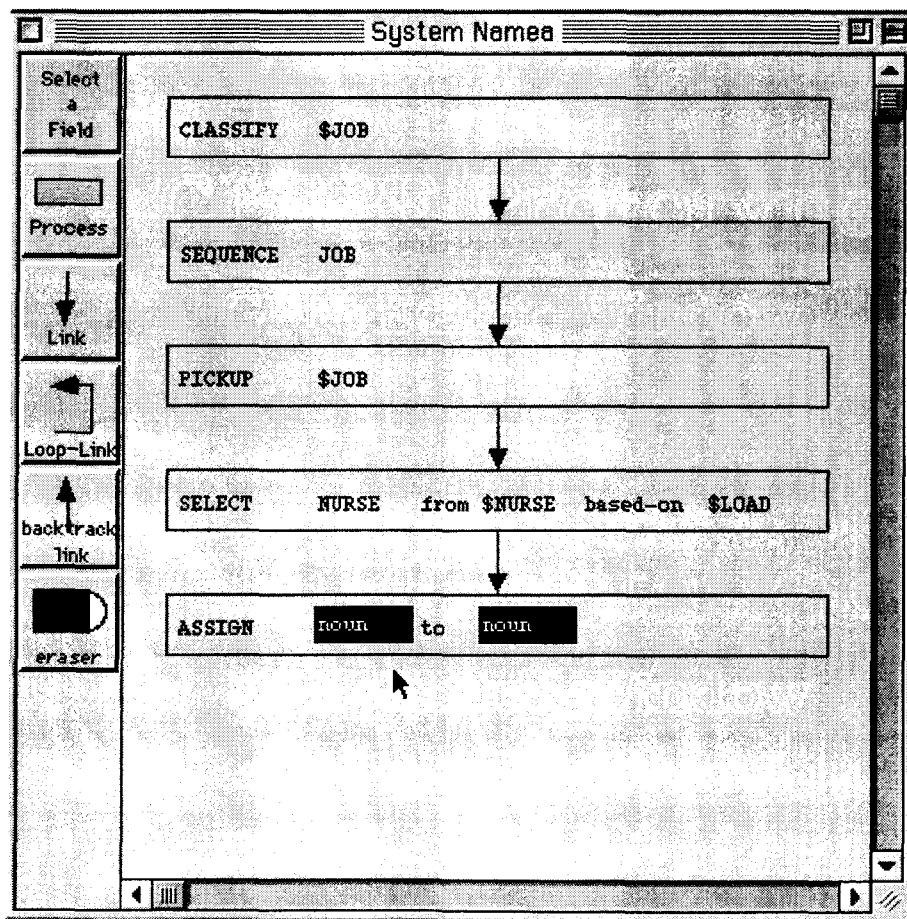 System Namea
Select
a
Field
Process
Link
Loop-Link
backtrack
link
eraser
CLASSIFY $JOB
SEQUENCE JOB
PICKUP $JOB
SELECT NURSE from $NURSE based-on $LOAD
ASSIGN noun to noun